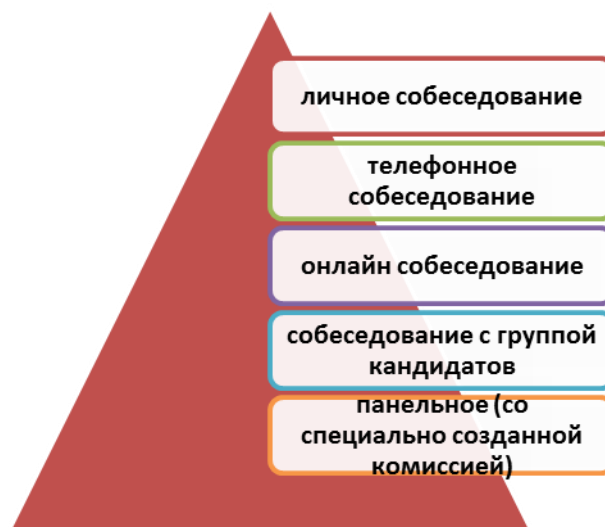 личное собеседование
телефонное
собеседование
онлайн собеседование
собеседование с группой
кандидатов
панельное (со
специально созданной
комиссией)